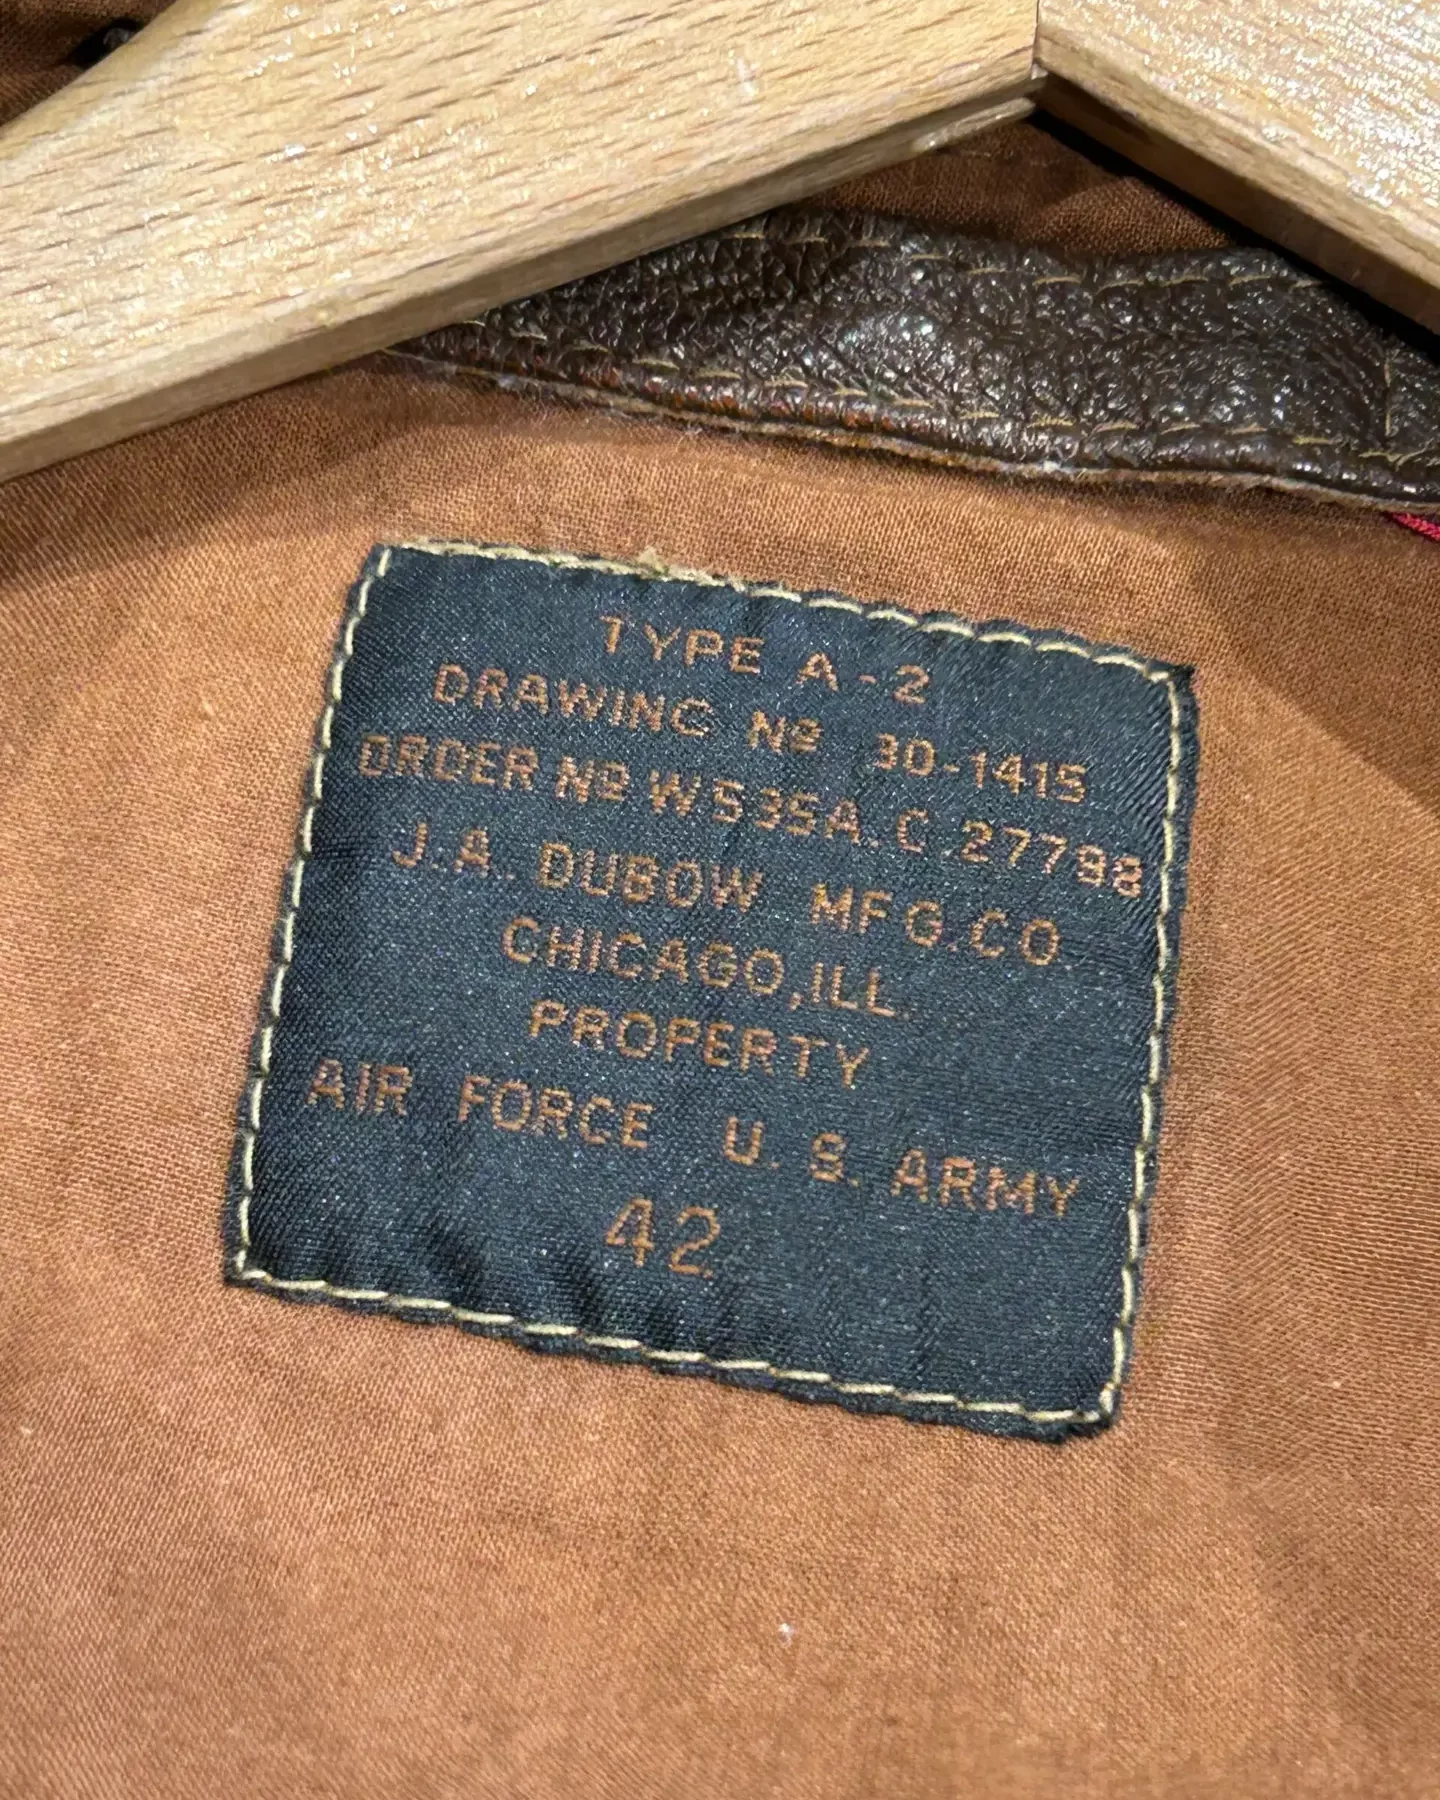 TYPE A-2
DRAWING Nº 30-1415
ORDER Nº W535A.C.27798
J.A. DUBOW MFG.CO.
CHICAGO,ILL.
PROPERTY
AIR FORCE U.S. ARMY
42